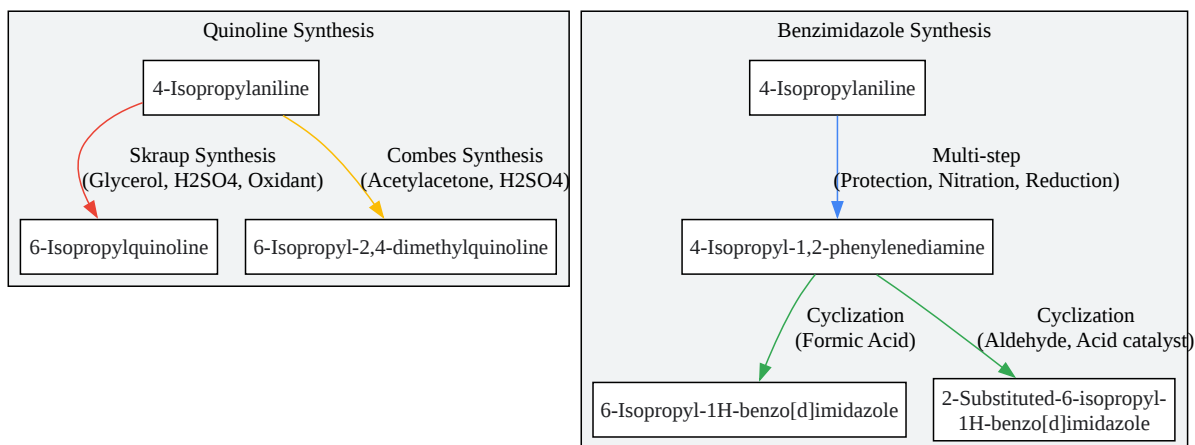 Quinoline Synthesis
4-Isopropylaniline
Skraup Synthesis
(Glycerol, H2SO4, Oxidant)
Combes Synthesis
(Acetylacetone, H2SO4)
6-Isopropylquinoline
6-Isopropyl-2,4-dimethylquinoline
Benzimidazole Synthesis
4-Isopropylaniline
Multi-step
(Protection, Nitration, Reduction)
4-Isopropyl-1,2-phenylenediamine
Cyclization
(Formic Acid)
Cyclization
(Aldehyde, Acid catalyst)
6-Isopropyl-1H-benzo[d]imidazole
2-Substituted-6-isopropyl-
1H-benzo[d]imidazole